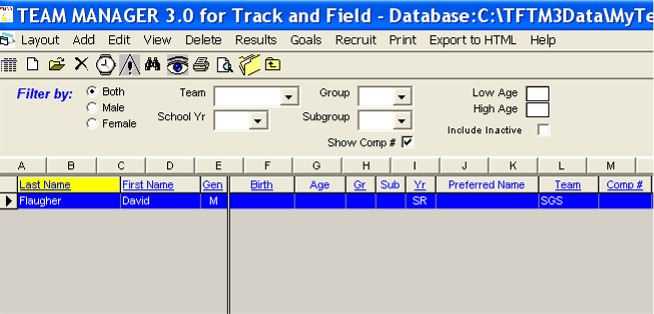 TEAM MANAGER 3.0 for Track and Field - Database:C:\TFTM3Data\MyTe
Layout Add Edit View Delete Results Goals Recruit Print Export to HTML Help
Filter by: Both Male Female
Team
School Yr
Group
Subgroup
Show Comp #
Low Age
High Age
Include Inactive
A B C D E F G H I J K L M
Last Name First Name Gen Birth Age Gr Sub Yr Preferred Name Team Comp #
Flaugher David M SR SGS